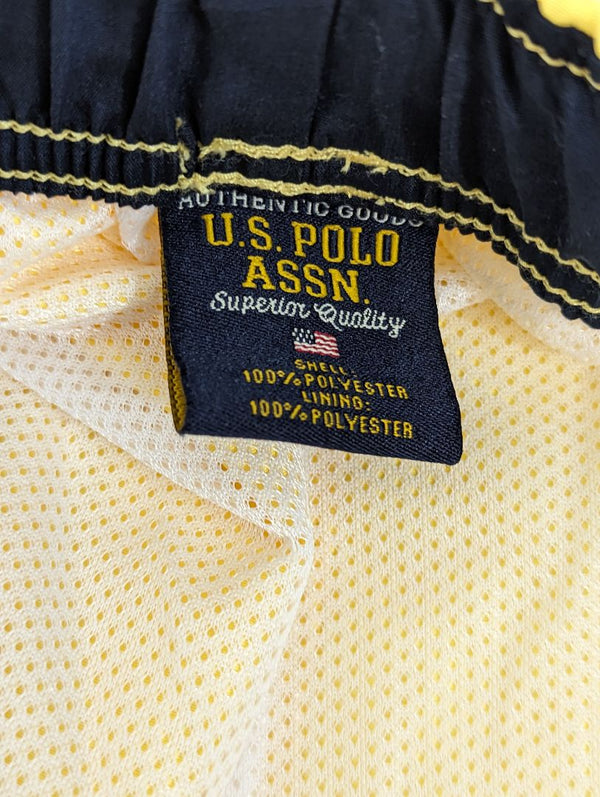 AUTHENTIC GOODS
U.S. POLO
ASSN.
Superior Quality
SHELL:
100% POLYESTER
LINING:
100% POLYESTER